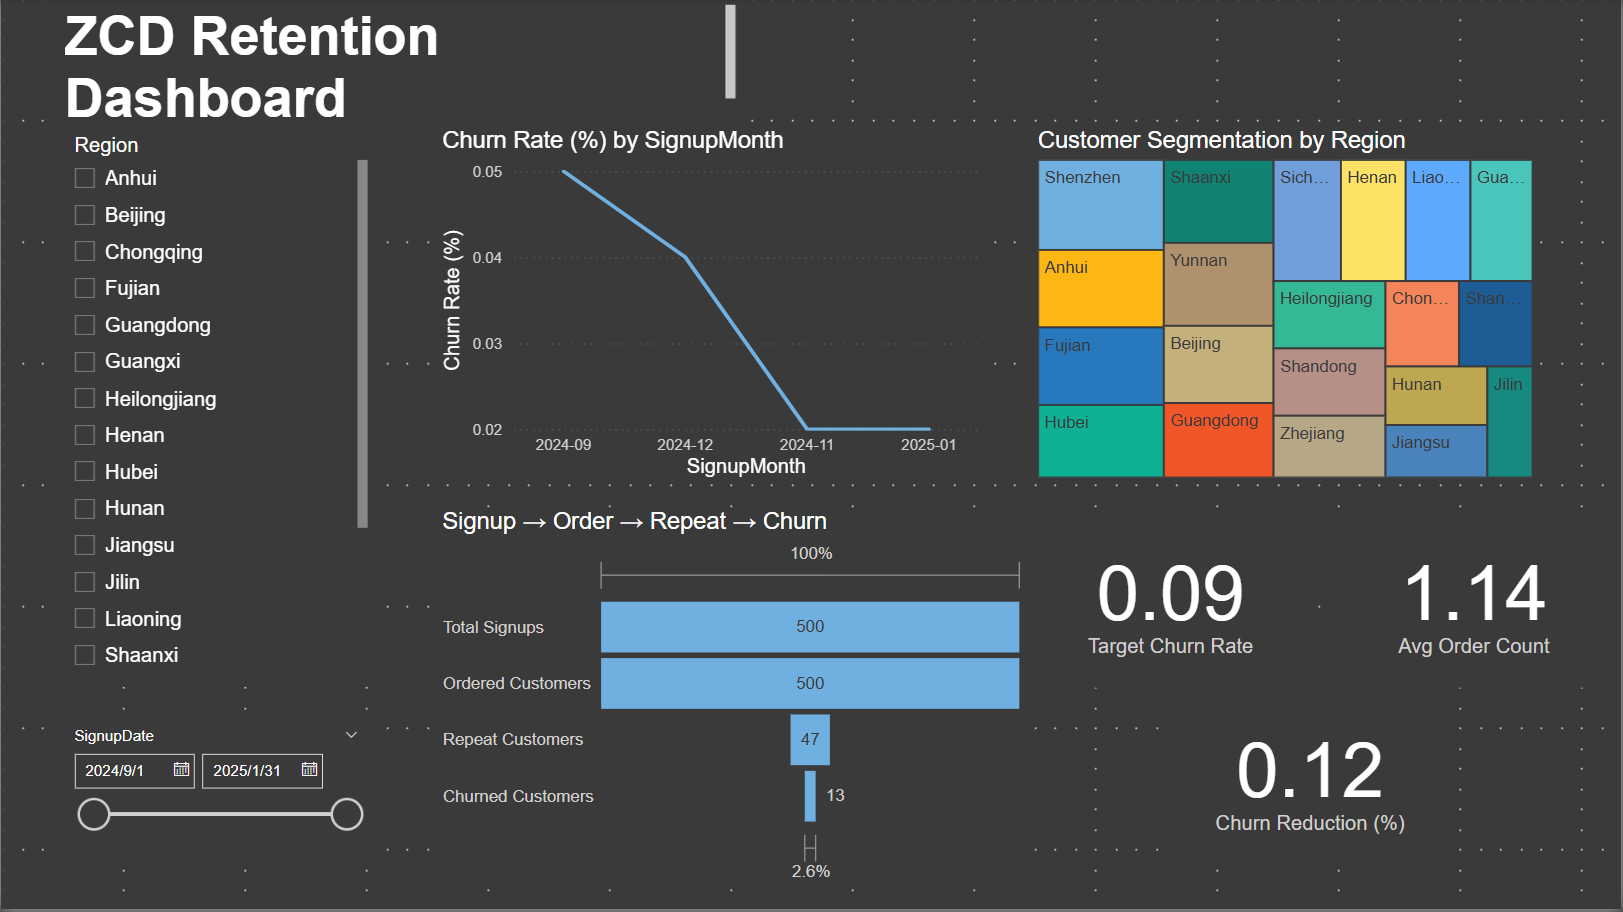 ZCD Retention
Dashboard
Region
Anhui
Beijing
Chongqing
Fujian
Guangdong
Guangxi
Heilongjiang
Henan
Hubei
Hunan
Jiangsu
Jilin
Liaoning
Shaanxi
SignupDate
2024/9/1
2025/1/31
Churn Rate (%) by SignupMonth
Churn Rate (%)
0.05
0.04
0.03
0.02
2024-09
2024-12
2024-11
2025-01
SignupMonth
Customer Segmentation by Region
Shenzhen
Anhui
Fujian
Hubei
Shaanxi
Yunnan
Beijing
Guangdong
Sich...
Henan
Liao...
Gua...
Heilongjiang
Shandong
Zhejiang
Chon...
Shan...
Hunan
Jilin
Jiangsu
Signup → Order → Repeat → Churn
100%
Total Signups
500
Ordered Customers
500
Repeat Customers
47
Churned Customers
13
2.6%
0.09
Target Churn Rate
1.14
Avg Order Count
0.12
Churn Reduction (%)